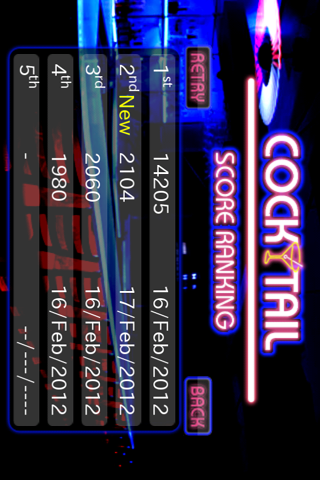 COCKTAIL
SCORE RANKING
RETRY
BACK
1st 14205 16/Feb/2012
2nd New 2104 17/Feb/2012
3rd 2060 16/Feb/2012
4th 1980 16/Feb/2012
5th - --/---/----